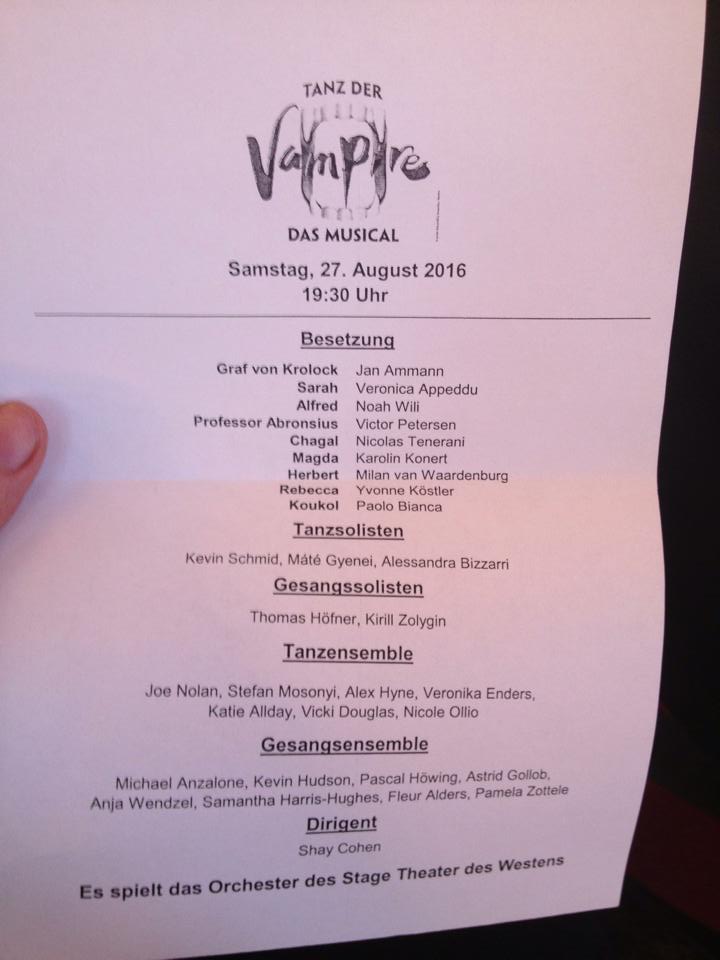 TANZ DER
Vampire
DAS MUSICAL
Samstag, 27. August 2016
19:30 Uhr
Besetzung
Graf von Krolock Jan Ammann
Sarah Veronica Appeddu
Alfred Noah Wili
Professor Abronsius Victor Petersen
Chagal Nicolas Tenerani
Magda Karolin Konert
Herbert Milan van Waardenburg
Rebecca Yvonne Köstler
Koukol Paolo Bianca
Tanzsolisten
Kevin Schmid, Máté Gyenei, Alessandra Bizzarri
Gesangssolisten
Thomas Höfner, Kirill Zolygin
Tanzensemble
Joe Nolan, Stefan Mosonyi, Alex Hyne, Veronika Enders,
Katie Allday, Vicki Douglas, Nicole Ollio
Gesangsensemble
Michael Anzalone, Kevin Hudson, Pascal Höwing, Astrid Gollob,
Anja Wendzel, Samantha Harris-Hughes, Fleur Alders, Pamela Zottele
Dirigent
Shay Cohen
Es spielt das Orchester des Stage Theater des Westens